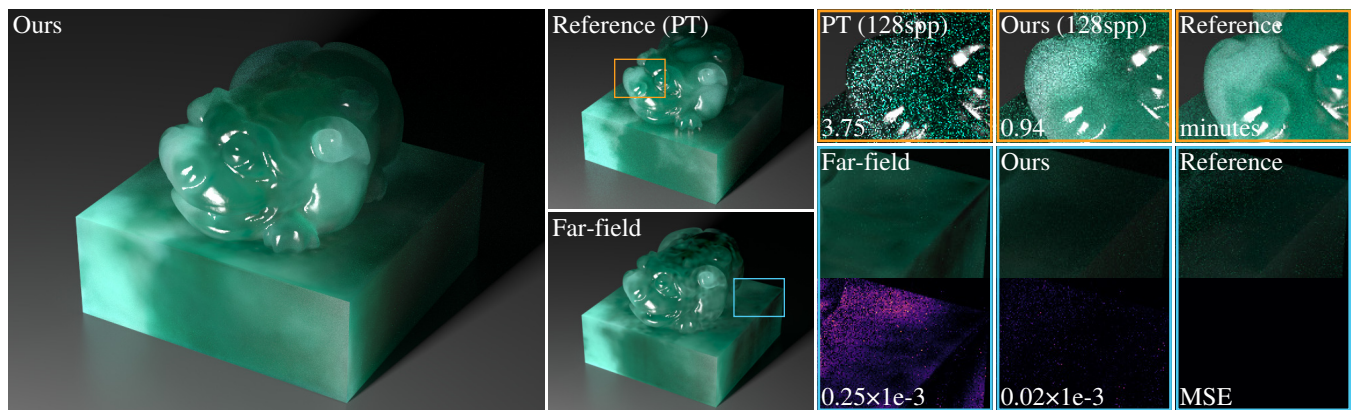 Ours
Reference (PT)
Far-field
PT (128spp)
Ours (128spp)
Reference
3.75
0.94
minutes
Far-field
Ours
Reference
0.25×1e-3
0.02×1e-3
MSE